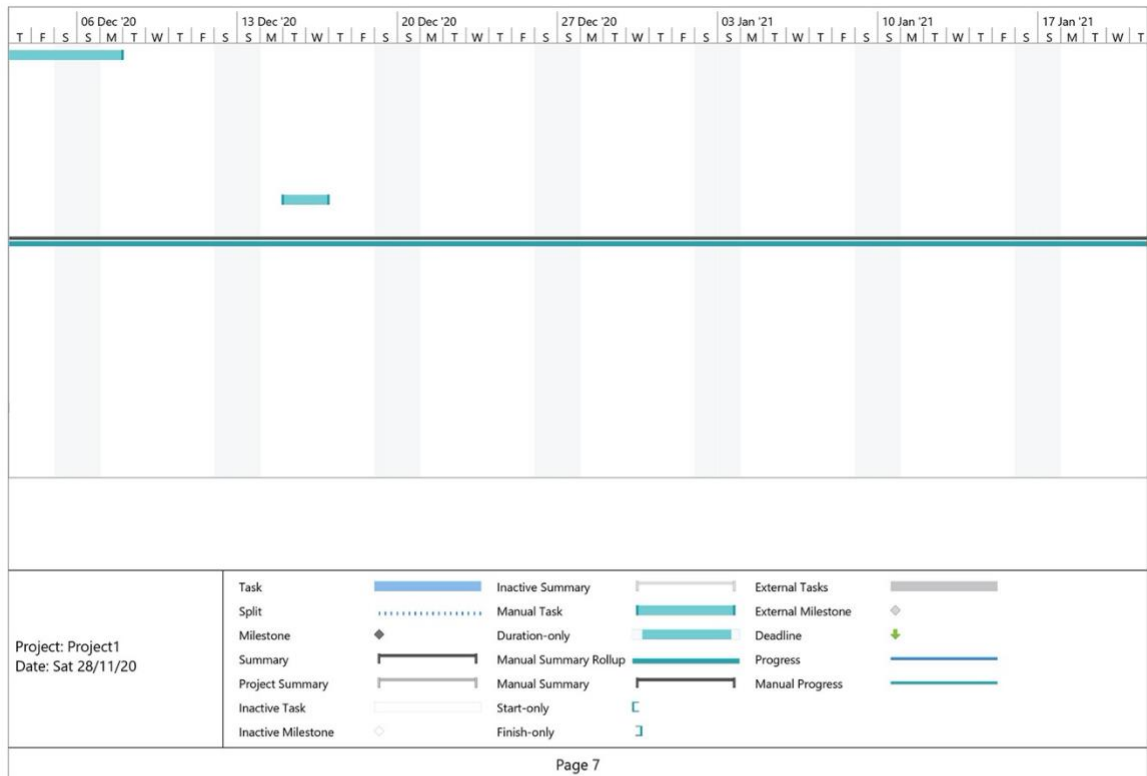 06 Dec '20 13 Dec '20 20 Dec '20 27 Dec '20 03 Jan '21 10 Jan '21 17 Jan '21
T F S S M T W T F S S M T W T F S S M T W T F S S M T W T F S S M T W T F S S M T W T F S S M T W T
Task
Split
Milestone
Summary
Project Summary
Inactive Task
Inactive Milestone
Inactive Summary
Manual Task
Duration-only
Manual Summary Rollup
Manual Summary
Start-only
Finish-only
External Tasks
External Milestone
Deadline
Progress
Manual Progress
Project: Project1
Date: Sat 28/11/20
Page 7